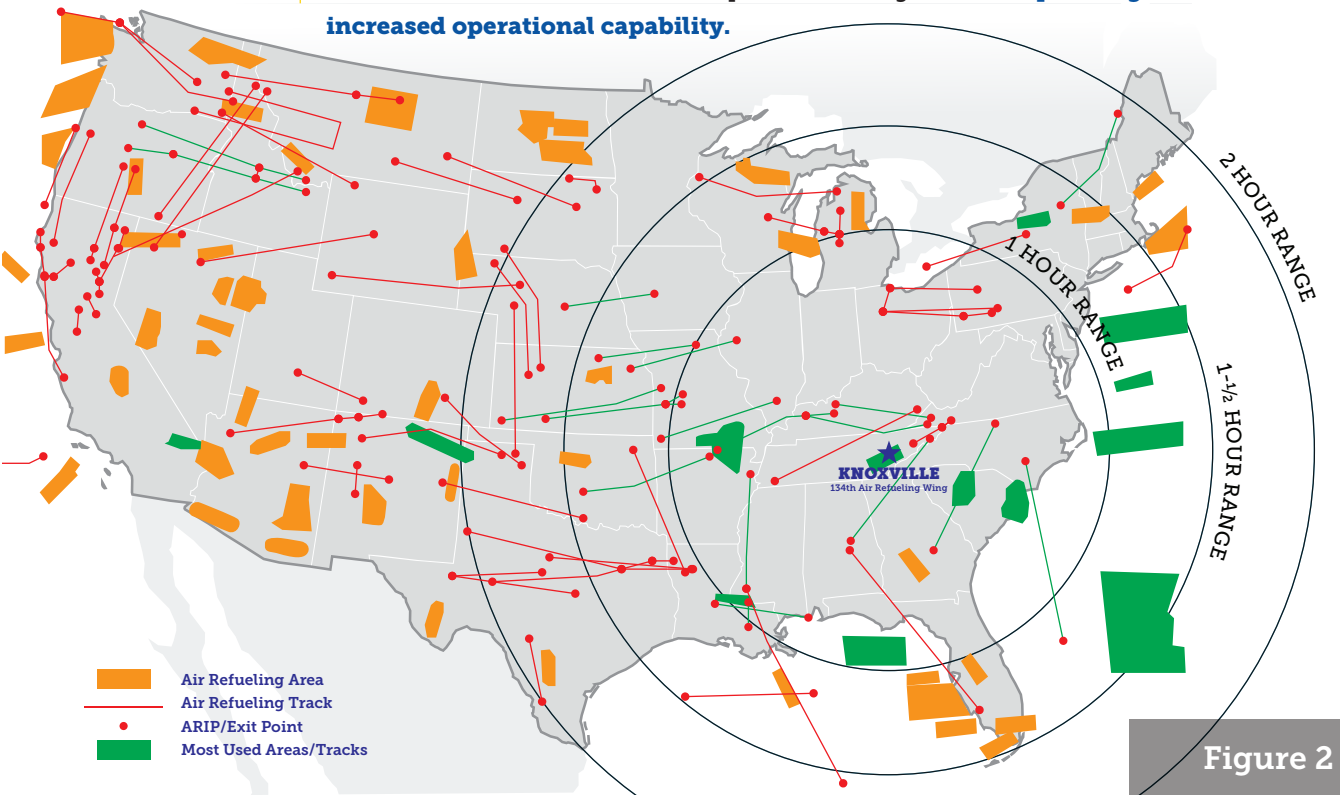 increased operational capability.
2 HOUR RANGE
1 HOUR RANGE
1-½ HOUR RANGE
KNOXVILLE
134th Air Refueling Wing
Air Refueling Area
Air Refueling Track
ARIP/Exit Point
Most Used Areas/Tracks
Figure 2